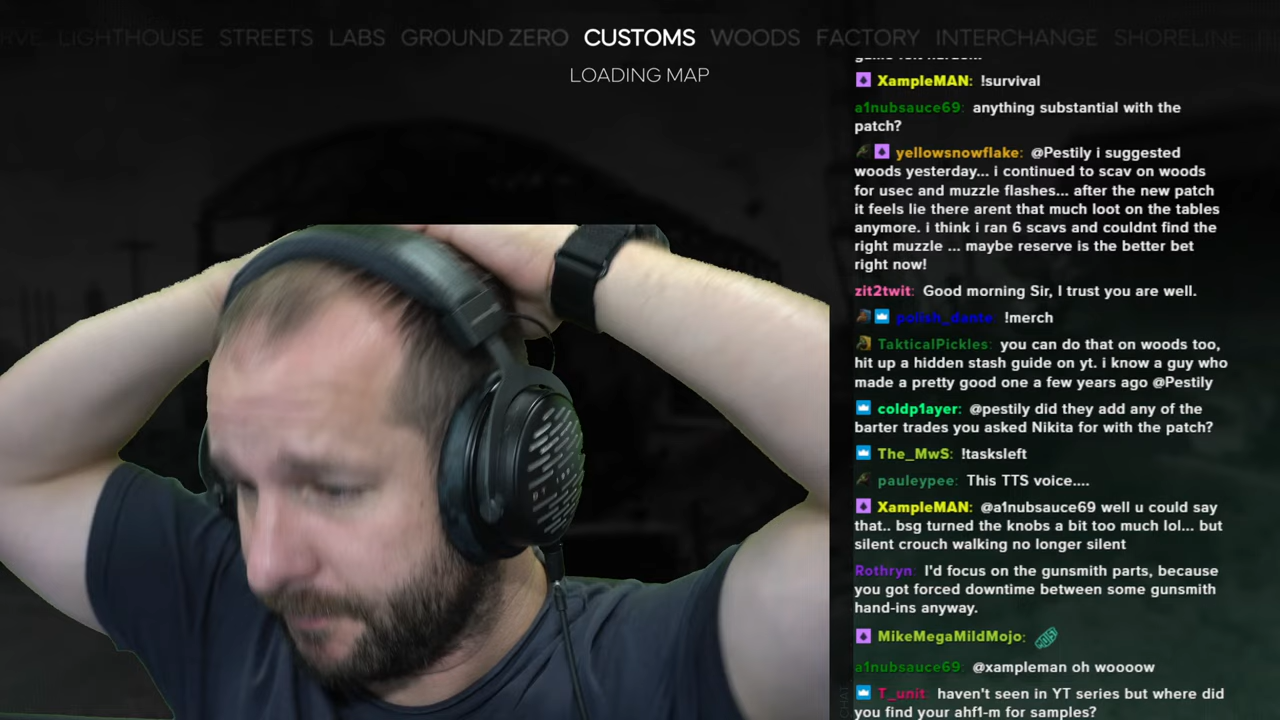 LIGHTHOUSE STREETS LABS GROUND ZERO CUSTOMS WOODS FACTORY INTERCHANGE SHORELINE
LOADING MAP
XampleMAN: !survival
a1nubsauce69: anything substantial with the
patch?
yellowsnowflake: @Pestily i suggested
woods yesterday... i continued to scav on woods
for usec and muzzle flashes... after the new patch
it feels lie there arent that much loot on the tables
anymore. i think i ran 6 scavs and couldnt find the
right muzzle ... maybe reserve is the better bet
right now!
zit2twit: Good morning Sir, I trust you are well.
polish_dante: !merch
TakticalPickles: you can do that on woods too,
hit up a hidden stash guide on yt. i know a guy who
made a pretty good one a few years ago @Pestily
coldp1ayer: @pestily did they add any of the
barter trades you asked Nikita for with the patch?
The_MwS: !tasksleft
pauleypee: This TTS voice....
XampleMAN: @a1nubsauce69 well u could say
that.. bsg turned the knobs a bit too much lol... but
silent crouch walking no longer silent
Rothryn: I'd focus on the gunsmith parts, because
you got forced downtime between some gunsmith
hand-ins anyway.
MikeMegaMildMojo:
a1nubsauce69: @xampleman oh woooow
T_unit: haven't seen in YT series but where did
you find your ahf1-m for samples?